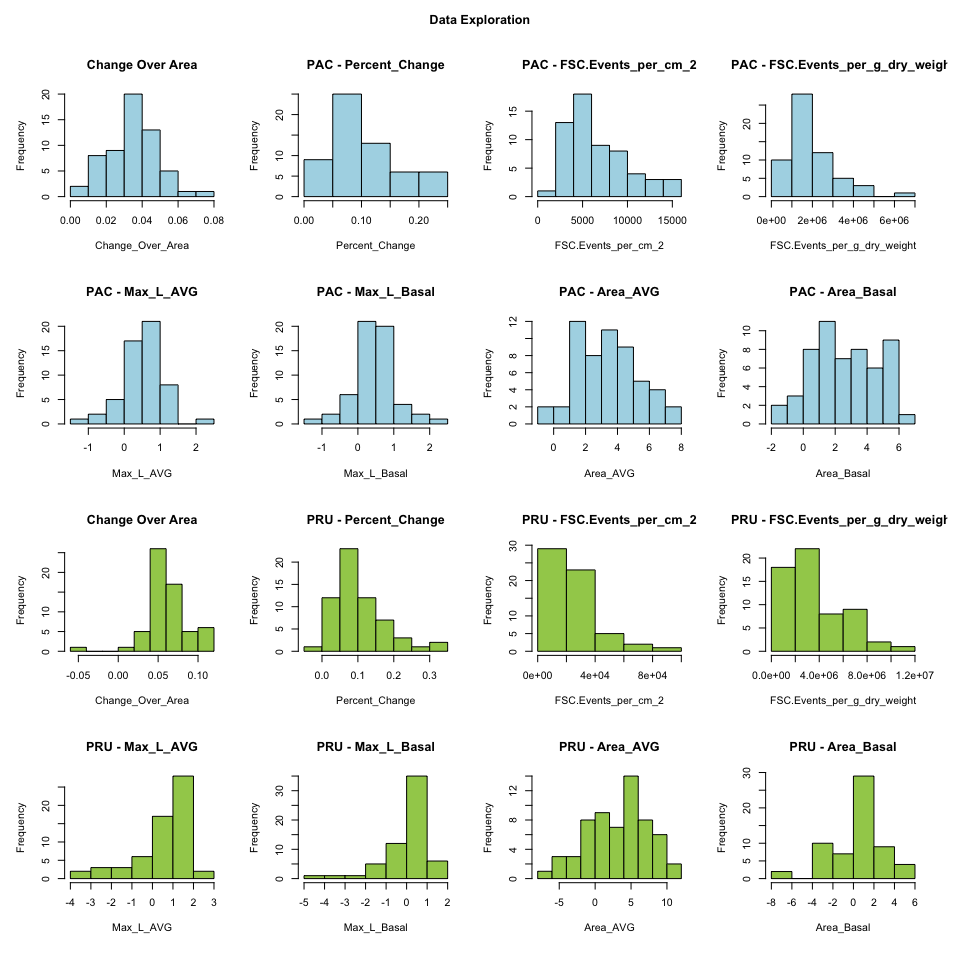 Data Exploration
Change Over Area
Frequency
0 5 10 15 20
0.00 0.02 0.04 0.06 0.08
Change_Over_Area
PAC - Percent_Change
Frequency
0 5 10 20
0.00 0.10 0.20
Percent_Change
PAC - FSC.Events_per_cm_2
Frequency
0 5 10 15
0 5000 10000 15000
FSC.Events_per_cm_2
PAC - FSC.Events_per_g_dry_weigh
Frequency
0 5 10 20
0e+00 2e+06 4e+06 6e+06
FSC.Events_per_g_dry_weight
PAC - Max_L_AVG
Frequency
0 5 10 15 20
-1 0 1 2
Max_L_AVG
PAC - Max_L_Basal
Frequency
0 5 10 15 20
-1 0 1 2
Max_L_Basal
PAC - Area_AVG
Frequency
0 2 4 6 8 10 12
0 2 4 6 8
Area_AVG
PAC - Area_Basal
Frequency
0 2 4 6 8 10
-2 0 2 4 6
Area_Basal
Change Over Area
Frequency
0 5 10 20
-0.05 0.00 0.05 0.10
Change_Over_Area
PRU - Percent_Change
Frequency
0 5 10 15 20
0.0 0.1 0.2 0.3
Percent_Change
PRU - FSC.Events_per_cm_2
Frequency
0 5 10 20 30
0e+00 4e+04 8e+04
FSC.Events_per_cm_2
PRU - FSC.Events_per_g_dry_weigh
Frequency
0 5 10 15 20
0.0e+00 4.0e+06 8.0e+06 1.2e+07
FSC.Events_per_g_dry_weight
PRU - Max_L_AVG
Frequency
0 5 10 20
-4 -3 -2 -1 0 1 2 3
Max_L_AVG
PRU - Max_L_Basal
Frequency
0 5 10 20 30
-5 -4 -3 -2 -1 0 1 2
Max_L_Basal
PRU - Area_AVG
Frequency
0 4 8 12
-5 0 5 10
Area_AVG
PRU - Area_Basal
Frequency
0 5 10 20 30
-8 -6 -4 -2 0 2 4 6
Area_Basal